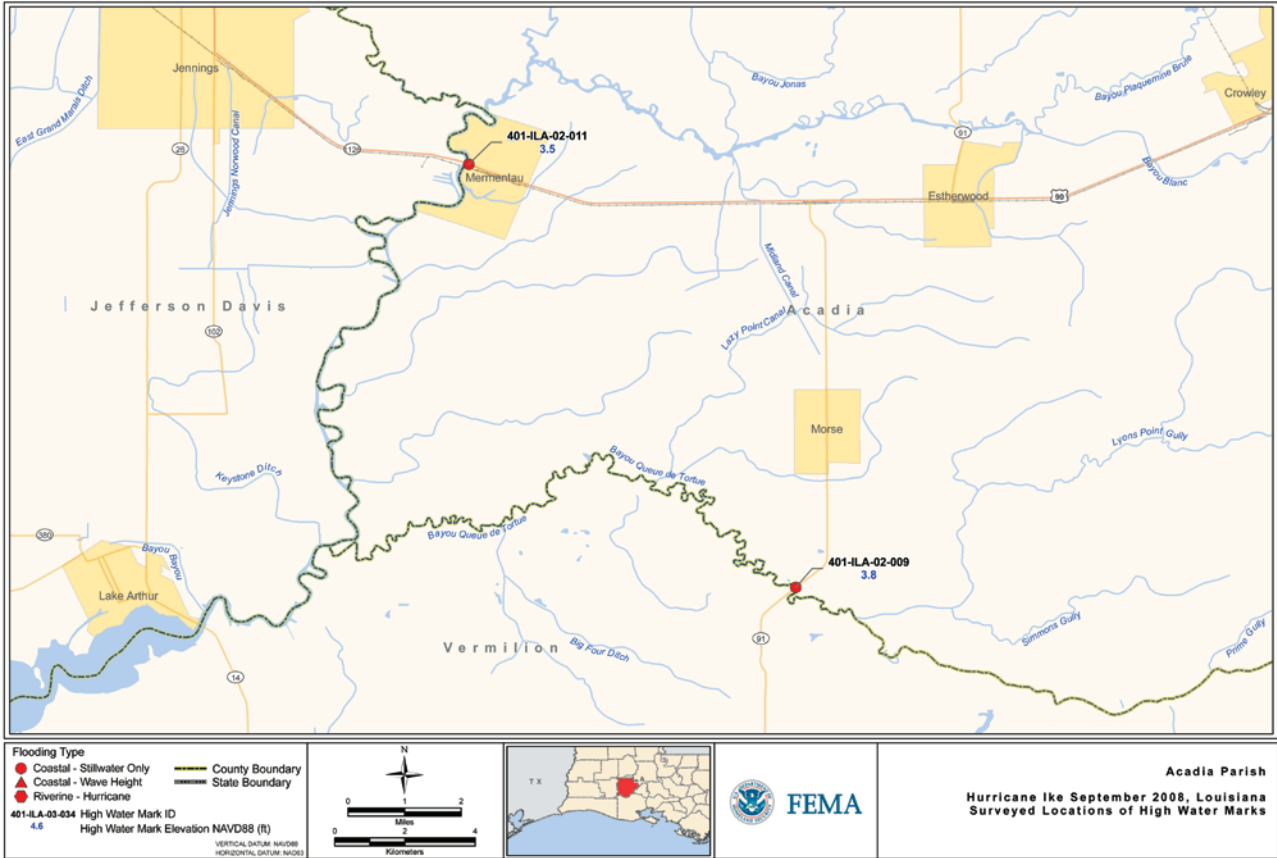 Jennings
East Grand Marais Ditch
Jennings Norwood Canal
26
126
401-ILA-02-011
3.5
Mermentau
Bayou Jonas
Bayou Plaquemine Brule
Crowley
91
Estherwood
Bayou Blanc
90
Midland Canal
Lazy Point Canal
Jefferson Davis
Acadia
102
Morse
Lyons Point Gully
Keystone Ditch
Bayou Queue de Tortue
Bayou Queue de Tortue
380
Bayou Bayou
Lake Arthur
401-ILA-02-009
3.8
91
Vermilion
Big Four Ditch
Simmons Gully
Prime Gully
14
Flooding Type
Coastal - Stillwater Only
Coastal - Wave Height
Riverine - Hurricane
County Boundary
State Boundary
401-ILA-03-034 High Water Mark ID
4.6 High Water Mark Elevation NAVD88 (ft)
VERTICAL DATUM: NAVD88
HORIZONTAL DATUM: NAD83
N
0 1 2
Miles
0 2 4
Kilometers
TX
FEMA
Acadia Parish
Hurricane Ike September 2008, Louisiana
Surveyed Locations of High Water Marks